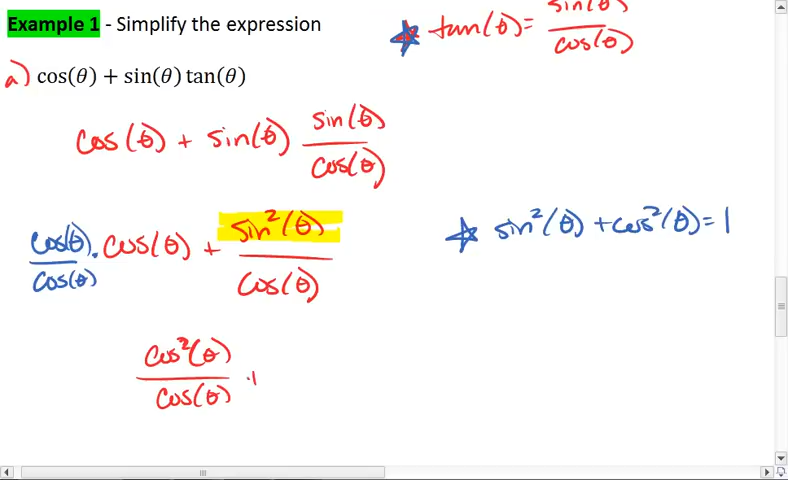 Example 1 - Simplify the expression
★ tan(θ) = sin(θ) / cos(θ)
a) cos(θ) + sin(θ) tan(θ)
cos(θ) + sin(θ) sin(θ) / cos(θ)
cos(θ) / cos(θ) · cos(θ) + sin²(θ) / cos(θ)
★ sin²(θ) + cos²(θ) = 1
cos²(θ) / cos(θ) +